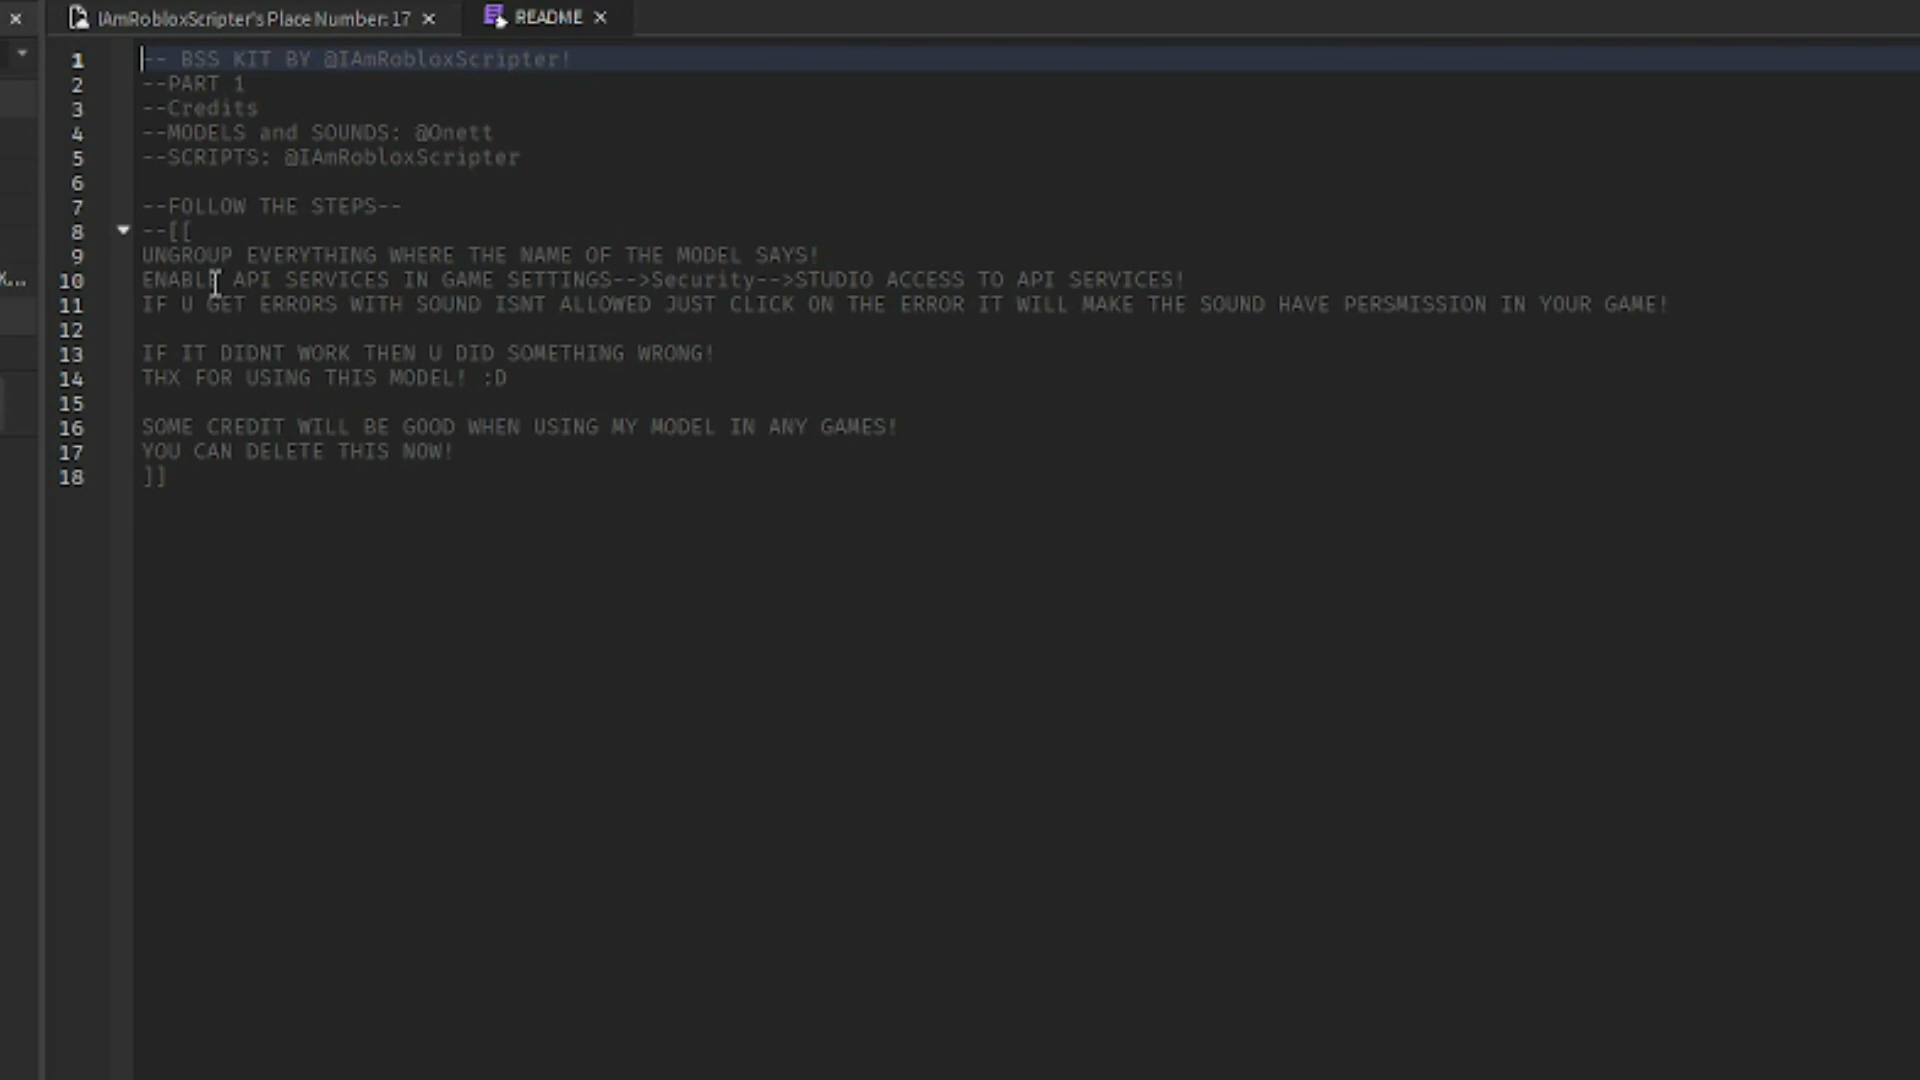 IAmRobloxScripter's Place Number: 17
README
1 -- BSS KIT BY @IAmRobloxScripter!
2 --PART 1
3 --Credits
4 --MODELS and SOUNDS: @Onett
5 --SCRIPTS: @IAmRobloxScripter
6
7 --FOLLOW THE STEPS--
8 --[[
9 UNGROUP EVERYTHING WHERE THE NAME OF THE MODEL SAYS!
10 ENABLE API SERVICES IN GAME SETTINGS-->Security-->STUDIO ACCESS TO API SERVICES!
11 IF U GET ERRORS WITH SOUND ISNT ALLOWED JUST CLICK ON THE ERROR IT WILL MAKE THE SOUND HAVE PERSMISSION IN YOUR GAME!
12
13 IF IT DIDNT WORK THEN U DID SOMETHING WRONG!
14 THX FOR USING THIS MODEL! :D
15
16 SOME CREDIT WILL BE GOOD WHEN USING MY MODEL IN ANY GAMES!
17 YOU CAN DELETE THIS NOW!
18 ]]